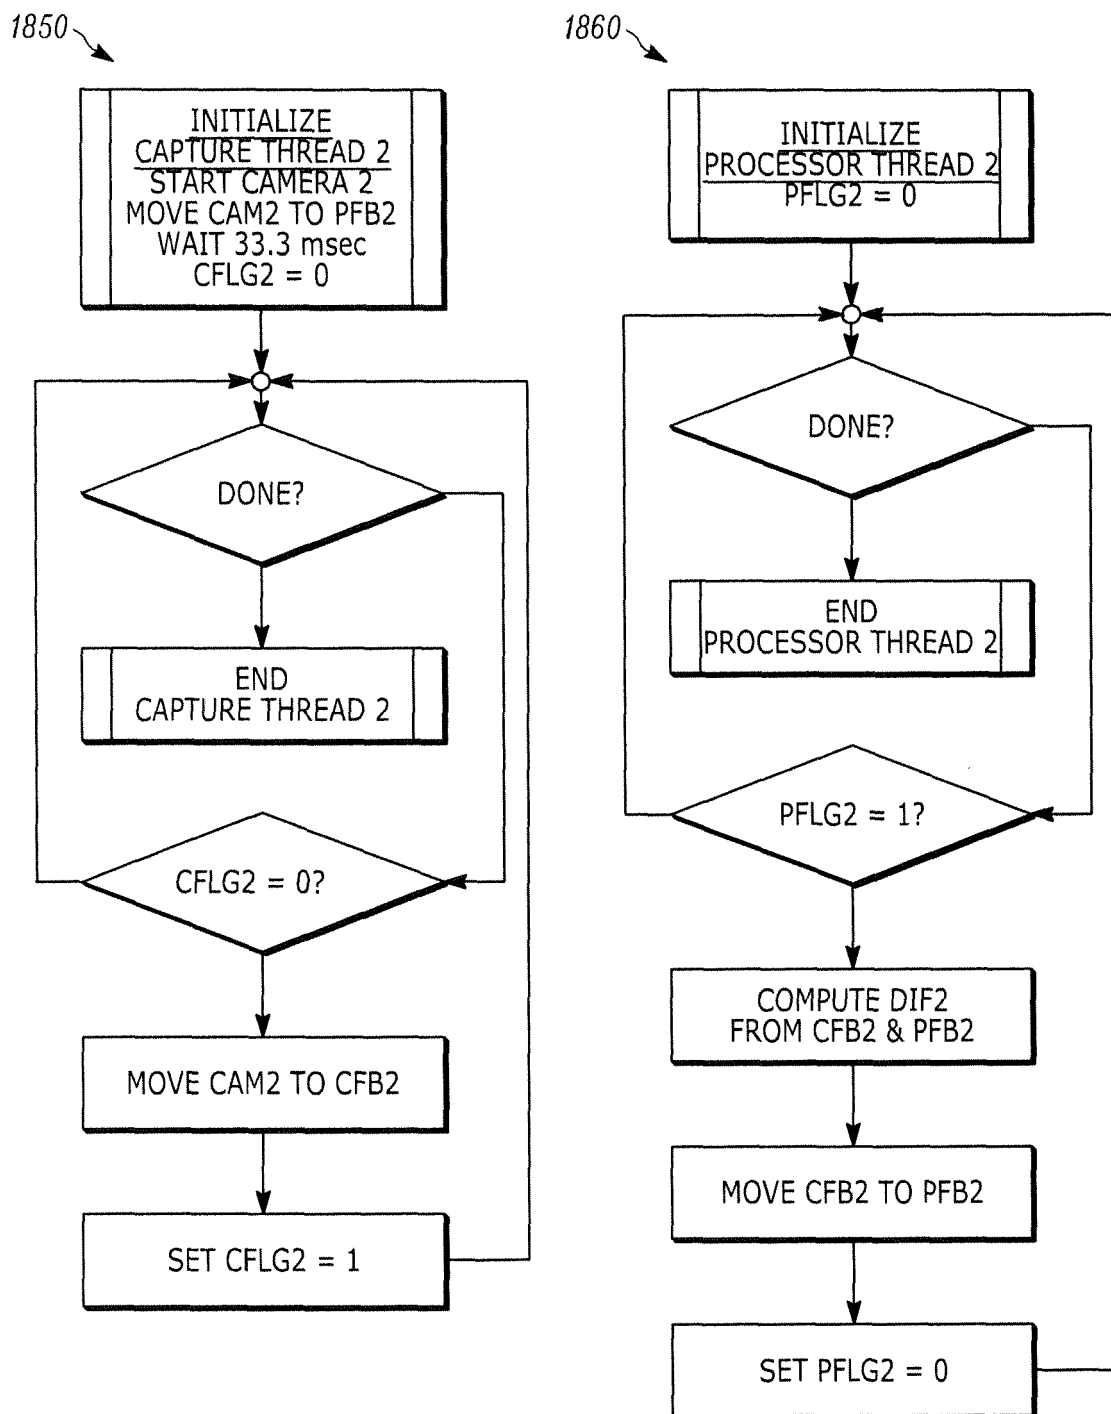 1850
INITIALIZE
CAPTURE THREAD 2
START CAMERA 2
MOVE CAM2 TO PFB2
WAIT 33.3 msec
CFLG2 = 0
DONE?
END
CAPTURE THREAD 2
CFLG2 = 0?
MOVE CAM2 TO CFB2
SET CFLG2 = 1
1860
INITIALIZE
PROCESSOR THREAD 2
PFLG2 = 0
DONE?
END
PROCESSOR THREAD 2
PFLG2 = 1?
COMPUTE DIF2
FROM CFB2 & PFB2
MOVE CFB2 TO PFB2
SET PFLG2 = 0